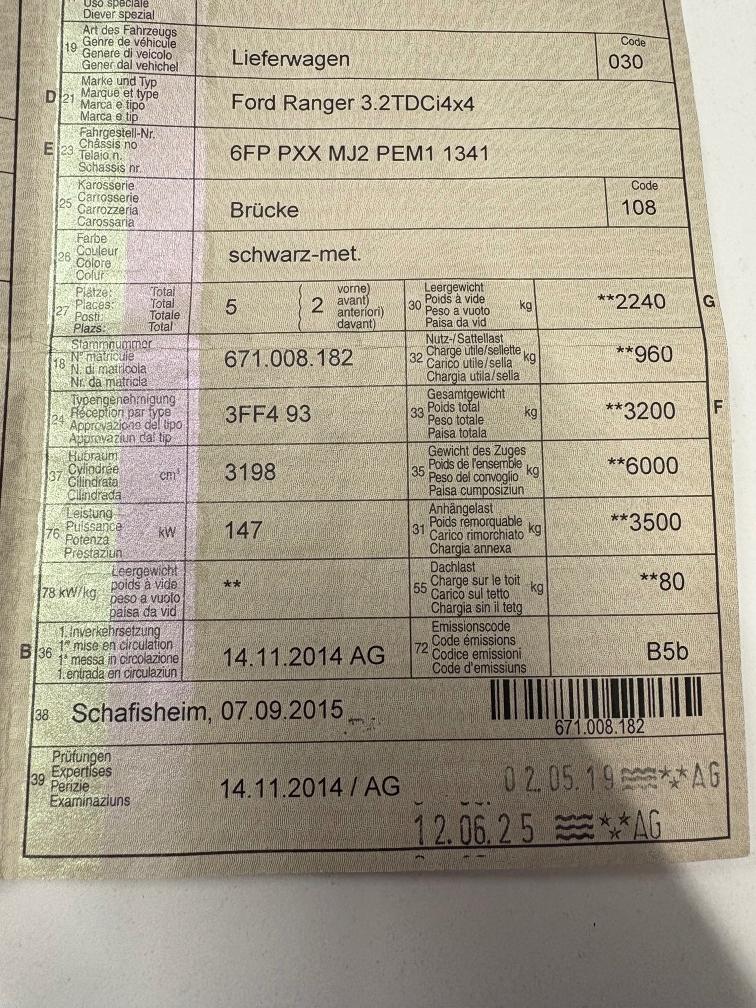 Uso speciale
Diever spezial
19 Art des Fahrzeugs
Genre de véhicule
Genere di veicolo
Gener dal vehichel
Lieferwagen
Code
030
D 21 Marke und Typ
Marque et type
Marca e tipo
Marca e tip
Ford Ranger 3.2TDCi4x4
E 23 Fahrgestell-Nr.
Châssis no
Telaio n.
Schassis nr.
6FP PXX MJ2 PEM1 1341
25 Karosserie
Carrosserie
Carrozzeria
Carossaria
Brücke
Code
108
26 Farbe
Couleur
Colore
Colur
schwarz-met.
27 Plätze: Total
Places: Total
Posti: Totale
Plazs: Total
5
2
vorne)
avant)
anteriori)
davant)
30 Leergewicht
Poids à vide
Peso a vuoto
Paisa da vid
kg
**2240
G
18 Stammnummer
N° matricule
N. di matricola
Nr. da matricla
671.008.182
32 Nutz-/Sattellast
Charge utile/sellette
Carico utile/sella
Chargia utila/sella
kg
**960
24 Typengenehmigung
Réception par type
Approvazione del tipo
Approvaziun dal tip
3FF4 93
33 Gesamtgewicht
Poids total
Peso totale
Paisa totala
kg
**3200
F
37 Hubraum
Cylindrée
Cilindrata
Cilindrada
cm³
3198
35 Gewicht des Zuges
Poids de l'ensemble
Peso del convoglio
Paisa cumposiziun
kg
**6000
76 Leistung
Puissance
Potenza
Prestaziun
kW
147
31 Anhängelast
Poids remorquable
Carico rimorchiato
Chargia annexa
kg
**3500
78 kW/kg
Leergewicht
poids à vide
peso a vuoto
paisa da vid
**
55 Dachlast
Charge sur le toit
Carico sul tetto
Chargia sin il tetg
kg
**80
B 36 1. Inverkehrsetzung
1re mise en circulation
1a messa in circolazione
1. entrada en circulaziun
14.11.2014 AG
72 Emissionscode
Code émissions
Codice emissioni
Code d'emissiuns
B5b
38 Schafisheim, 07.09.2015
671.008.182
39 Prüfungen
Expertises
Perizie
Examinaziuns
14.11.2014 / AG
02.05.19 ** AG
12.06.25 ** AG